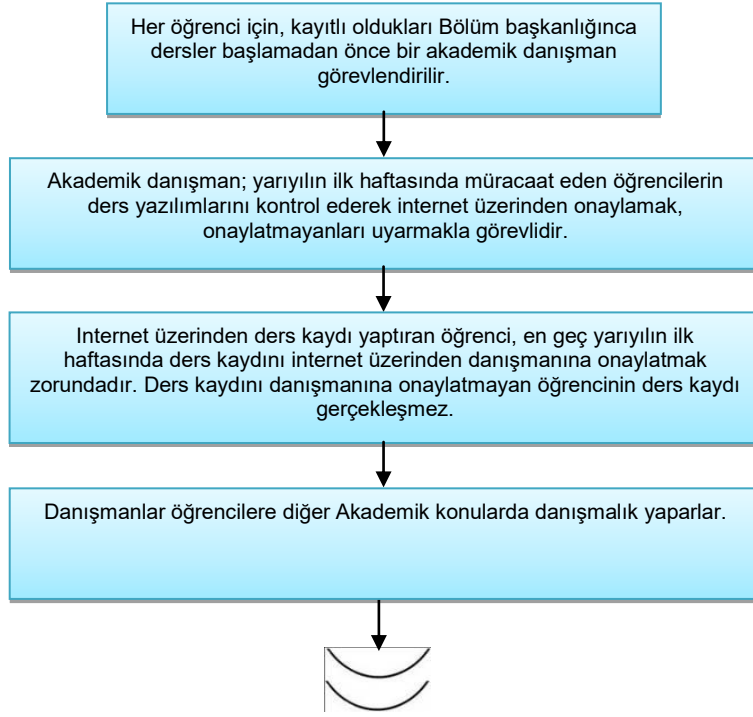 Her öğrenci için, kayıtlı oldukları Bölüm başkanlığınca
dersler başlamadan önce bir akademik danışman
görevlendirilir.
Akademik danışman; yarıyılın ilk haftasında müracaat eden öğrencilerin
ders yazılımlarını kontrol ederek internet üzerinden onaylamak,
onaylatmayanları uyarmakla görevlidir.
Internet üzerinden ders kaydı yaptıran öğrenci, en geç yarıyılın ilk
haftasında ders kaydını internet üzerinden danışmanına onaylatmak
zorundadır. Ders kaydını danışmanına onaylatmayan öğrencinin ders kaydı
gerçekleşmez.
Danışmanlar öğrencilere diğer Akademik konularda danışmalık yaparlar.